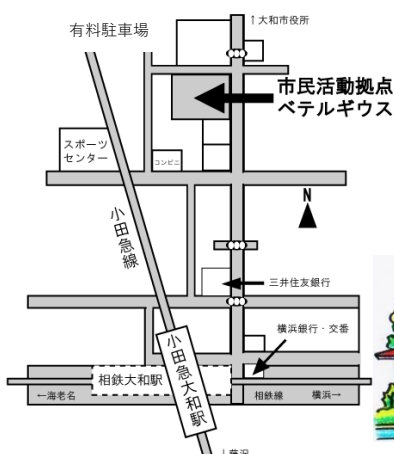 ↑大和市役所
有料駐車場
市民活動拠点
ベテルギウス
スポーツ
センター
コンビニ
N
小田急線
三井住友銀行
横浜銀行・交番
小田急大和駅
相鉄大和駅
←海老名
相鉄線
横浜→